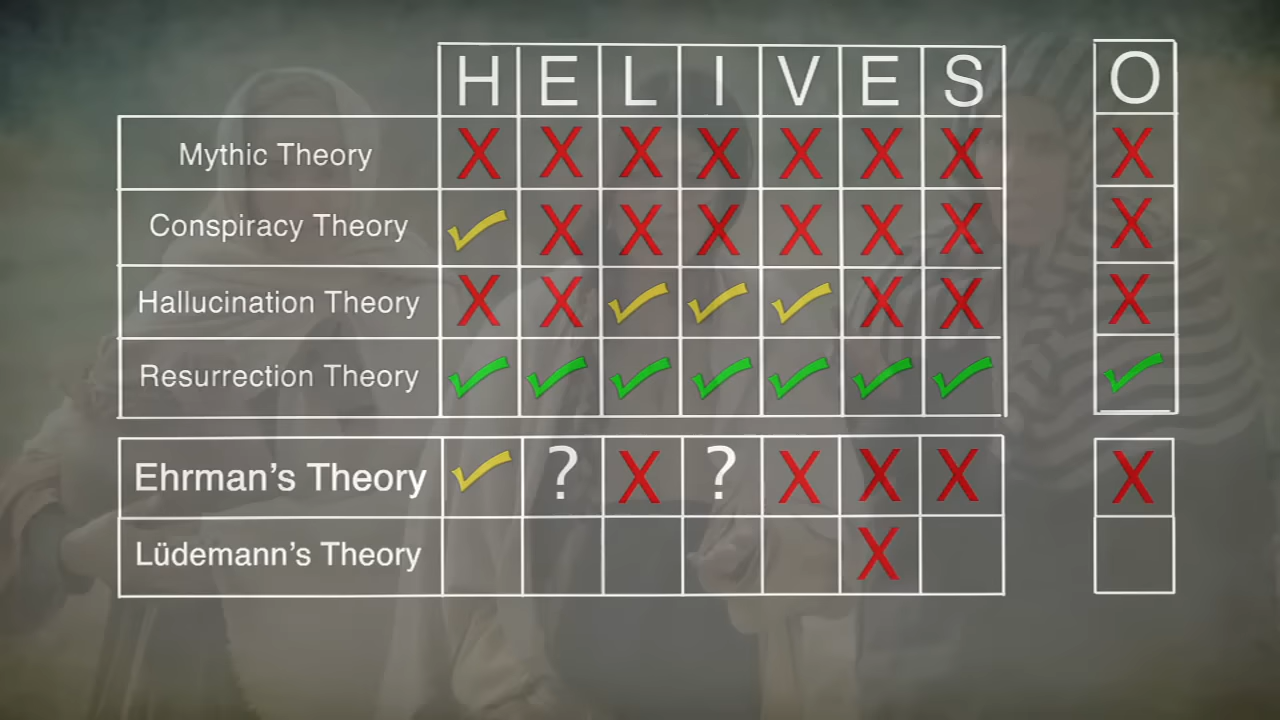 H E L I V E S O
Mythic Theory X X X X X X X X
Conspiracy Theory ✓ X X X X X X X
Hallucination Theory X X ✓ ✓ ✓ X X X
Resurrection Theory ✓ ✓ ✓ ✓ ✓ ✓ ✓ ✓
Ehrman's Theory ✓ ? X ? X X X X
Lüdemann's Theory X